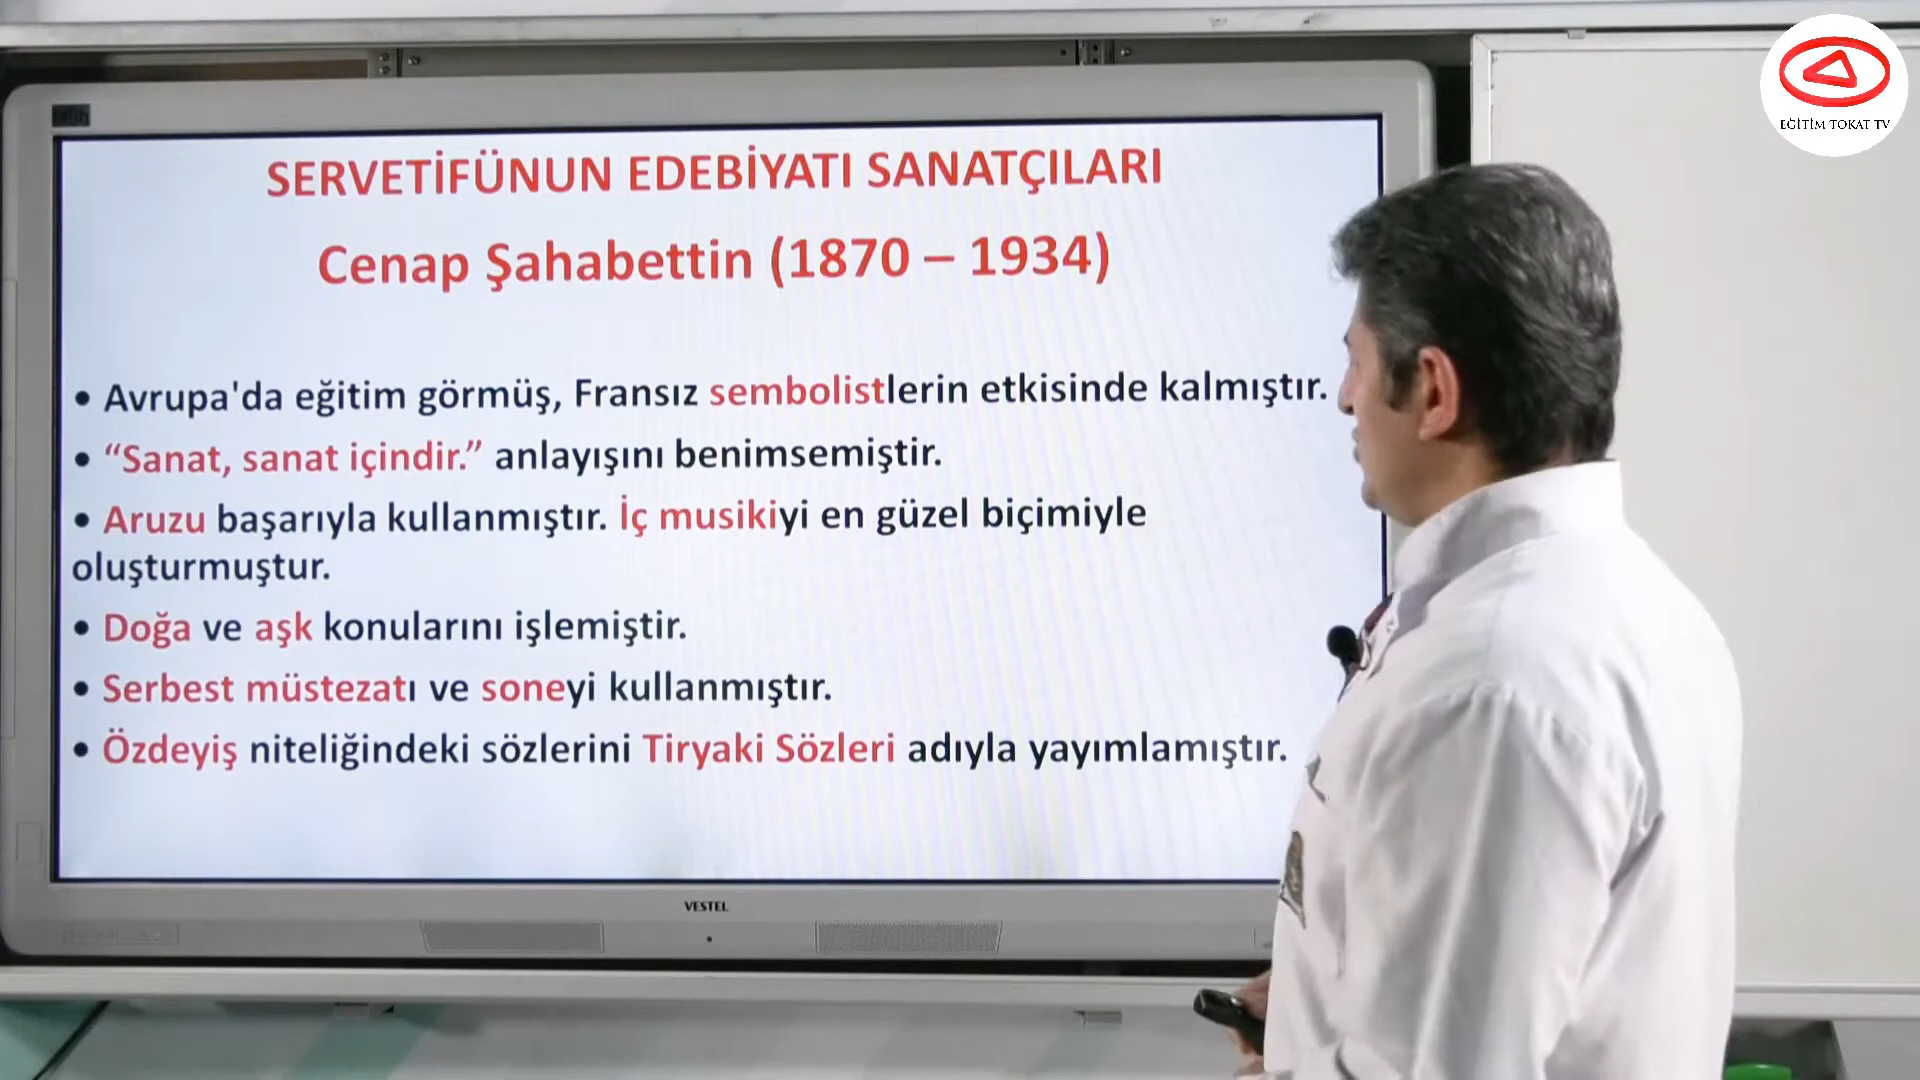 EĞİTİM TOKAT TV
SERVETİFÜNUN EDEBİYATI SANATÇILARI
Cenap Şahabettin (1870 – 1934)
• Avrupa'da eğitim görmüş, Fransız sembolistlerin etkisinde kalmıştır.
• “Sanat, sanat içindir.” anlayışını benimsemiştir.
• Aruzu başarıyla kullanmıştır. İç musikiyi en güzel biçimiyle
oluşturmuştur.
• Doğa ve aşk konularını işlemiştir.
• Serbest müstezatı ve soneyi kullanmıştır.
• Özdeyiş niteliğindeki sözlerini Tiryaki Sözleri adıyla yayımlamıştır.
VESTEL